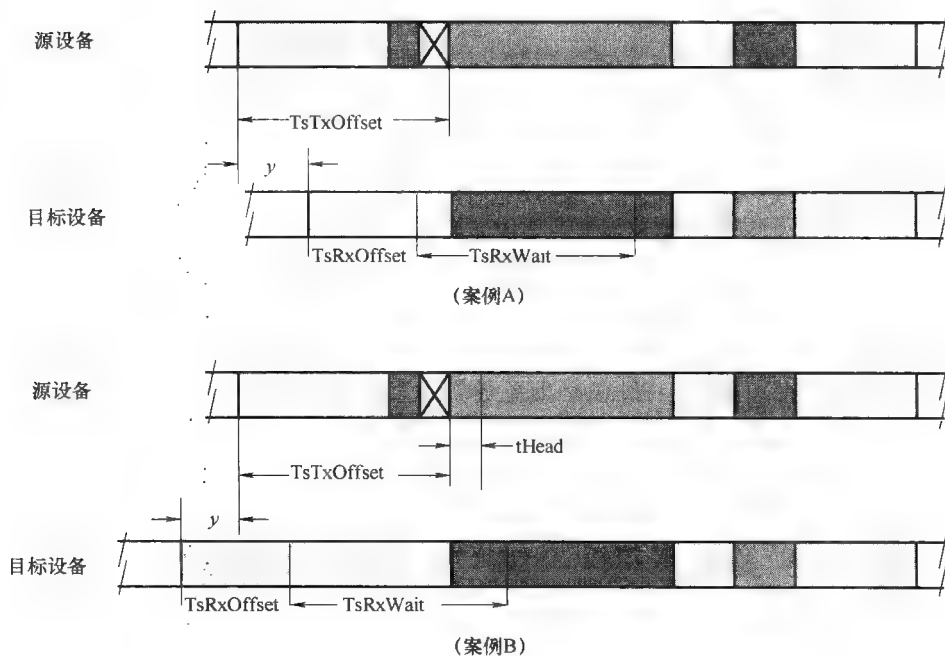 源设备
TsTxOffset
y
目标设备
TsRxOffset
TsRxWait
(案例A)
源设备
tHead
TsTxOffset
y
目标设备
TsRxOffset
TsRxWait
(案例B)